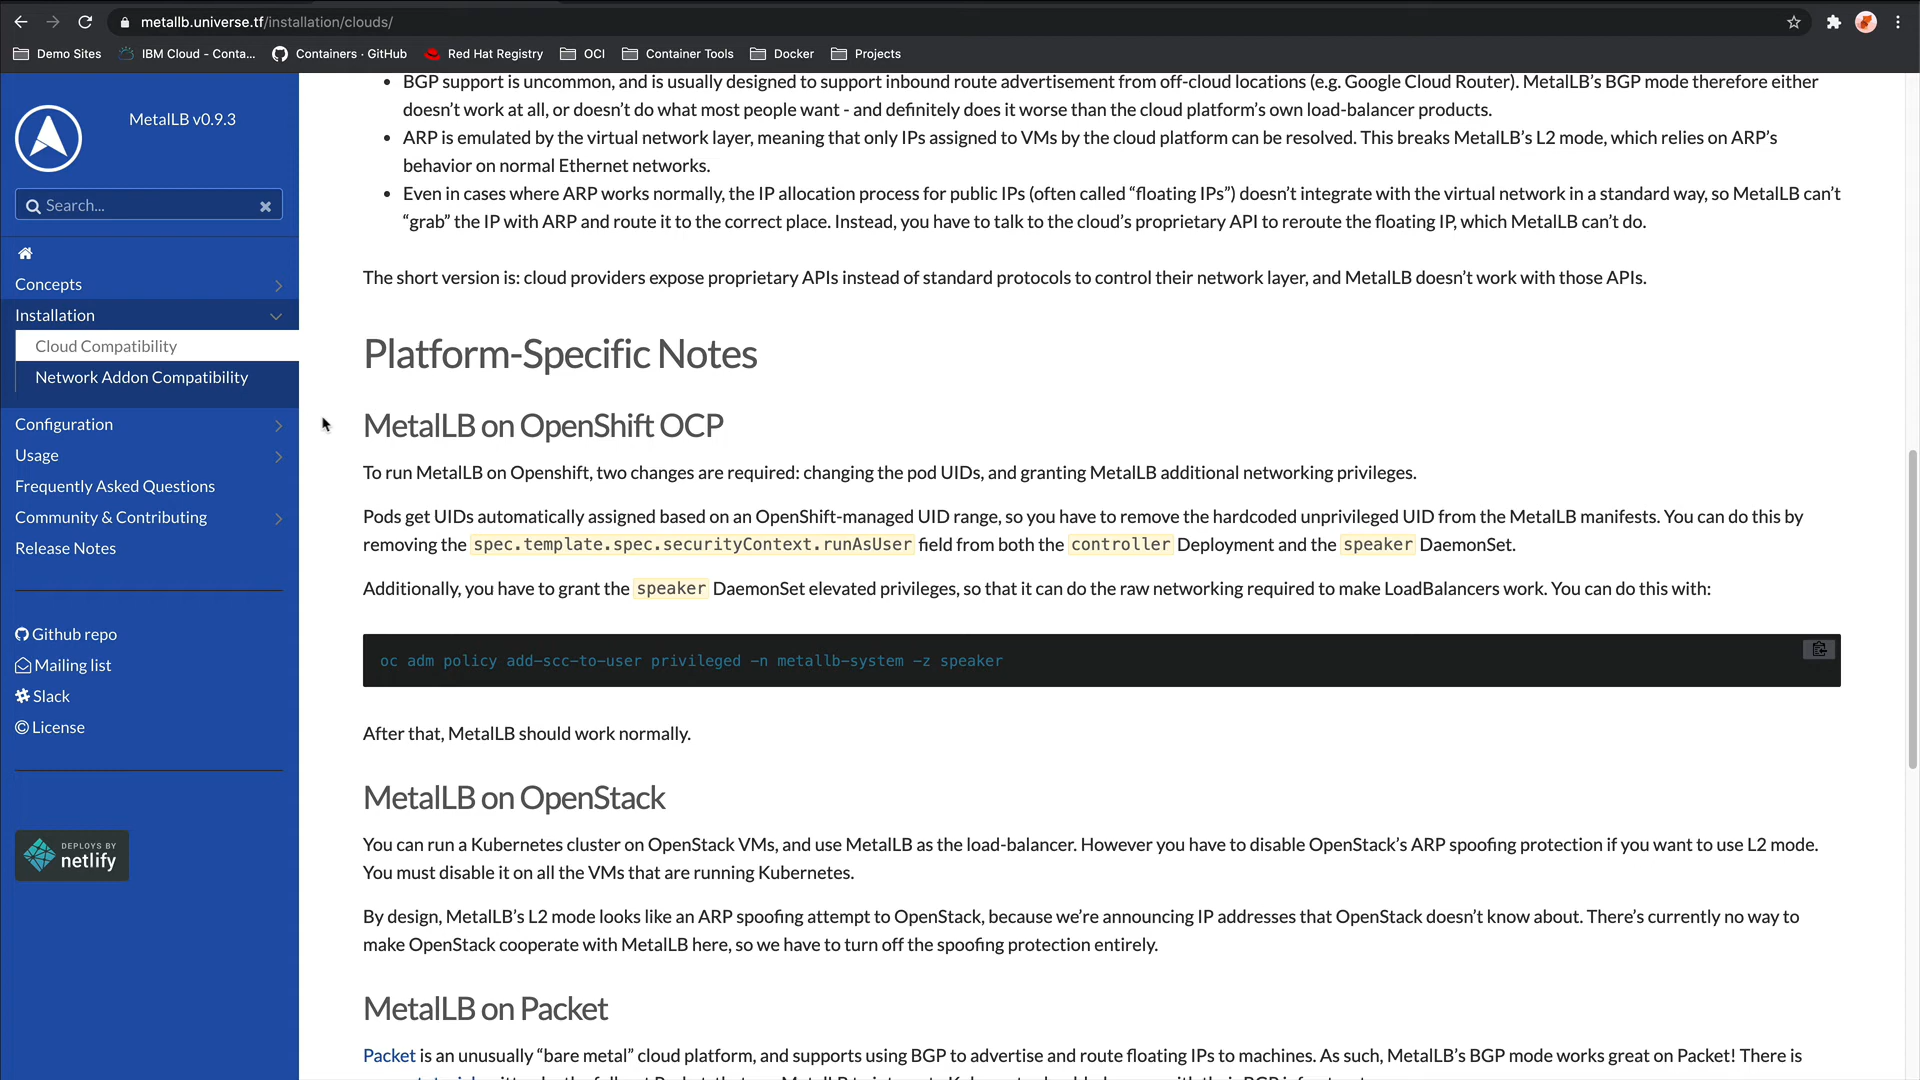 metallb.universe.tf/installation/clouds/
Demo Sites IBM Cloud - Conta... Containers · GitHub Red Hat Registry OCI Container Tools Docker Projects
MetalLB v0.9.3
Search...
Concepts
Installation
Cloud Compatibility
Network Addon Compatibility
Configuration
Usage
Frequently Asked Questions
Community & Contributing
Release Notes
Github repo
Mailing list
Slack
License
DEPLOYS BY
netlify
• BGP support is uncommon, and is usually designed to support inbound route advertisement from off-cloud locations (e.g. Google Cloud Router). MetalLB’s BGP mode therefore either
doesn’t work at all, or doesn’t do what most people want - and definitely does it worse than the cloud platform’s own load-balancer products.
• ARP is emulated by the virtual network layer, meaning that only IPs assigned to VMs by the cloud platform can be resolved. This breaks MetalLB’s L2 mode, which relies on ARP’s
behavior on normal Ethernet networks.
• Even in cases where ARP works normally, the IP allocation process for public IPs (often called “floating IPs”) doesn’t integrate with the virtual network in a standard way, so MetalLB can’t
“grab” the IP with ARP and route it to the correct place. Instead, you have to talk to the cloud’s proprietary API to reroute the floating IP, which MetalLB can’t do.
The short version is: cloud providers expose proprietary APIs instead of standard protocols to control their network layer, and MetalLB doesn’t work with those APIs.
Platform-Specific Notes
MetalLB on OpenShift OCP
To run MetalLB on Openshift, two changes are required: changing the pod UIDs, and granting MetalLB additional networking privileges.
Pods get UIDs automatically assigned based on an OpenShift-managed UID range, so you have to remove the hardcoded unprivileged UID from the MetalLB manifests. You can do this by
removing the spec.template.spec.securityContext.runAsUser field from both the controller Deployment and the speaker DaemonSet.
Additionally, you have to grant the speaker DaemonSet elevated privileges, so that it can do the raw networking required to make LoadBalancers work. You can do this with:
oc adm policy add-scc-to-user privileged -n metallb-system -z speaker
After that, MetalLB should work normally.
MetalLB on OpenStack
You can run a Kubernetes cluster on OpenStack VMs, and use MetalLB as the load-balancer. However you have to disable OpenStack’s ARP spoofing protection if you want to use L2 mode.
You must disable it on all the VMs that are running Kubernetes.
By design, MetalLB’s L2 mode looks like an ARP spoofing attempt to OpenStack, because we’re announcing IP addresses that OpenStack doesn’t know about. There’s currently no way to
make OpenStack cooperate with MetalLB here, so we have to turn off the spoofing protection entirely.
MetalLB on Packet
Packet is an unusually “bare metal” cloud platform, and supports using BGP to advertise and route floating IPs to machines. As such, MetalLB’s BGP mode works great on Packet! There is